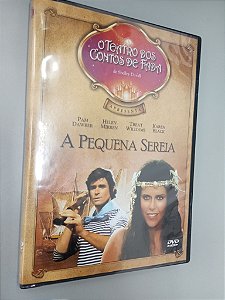 O TEATRO DOS
CONTOS DE FADA
de Shelley Duvall
APRESENTA
PAM DAWBER HELEN MIRREN TREAT WILLIAMS KAREN BLACK
A PEQUENA SEREIA
DVD